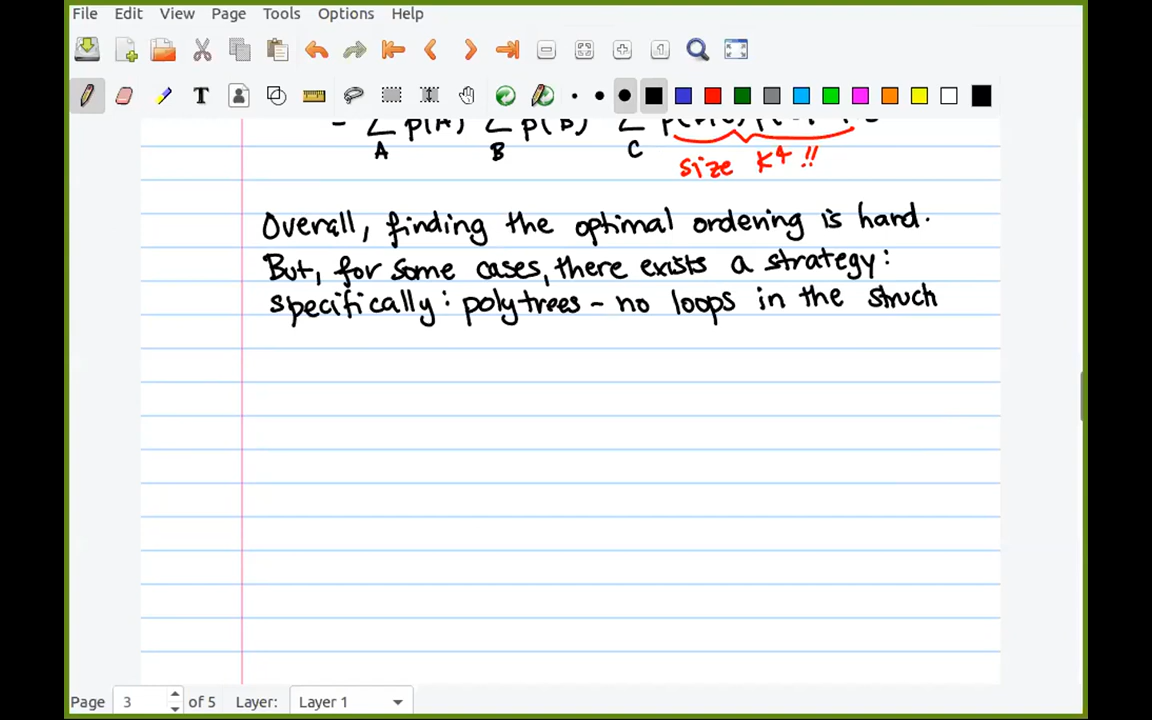 File Edit View Page Tools Options Help
= Σ p(A) Σ p(B) Σ
A B C
size K⁴ !!
Overall, finding the optimal ordering is hard.
But, for some cases, there exists a strategy:
specifically: polytrees - no loops in the struch
Page 3 of 5 Layer: Layer 1